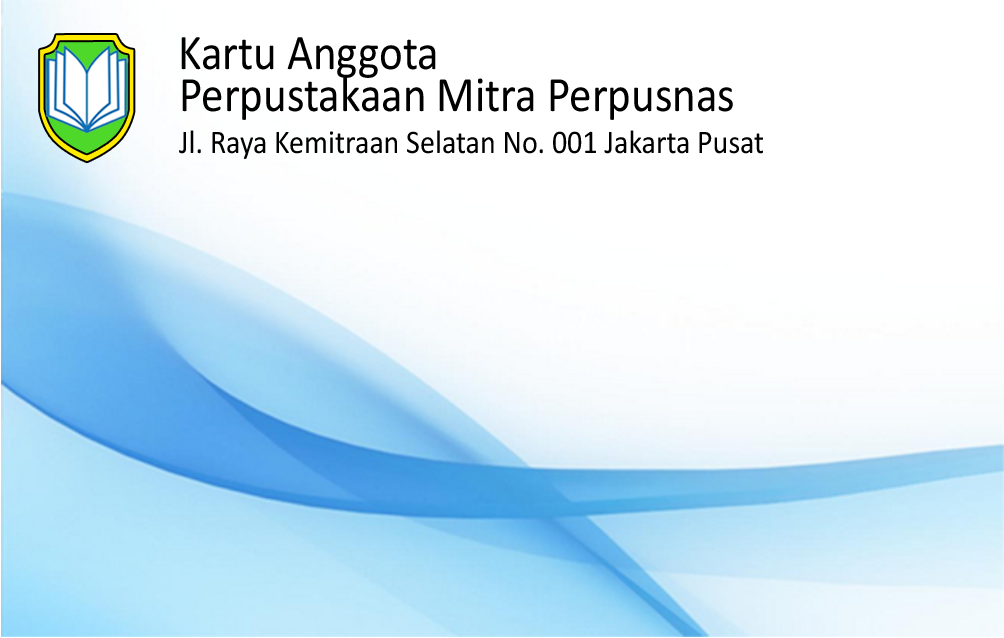 Kartu Anggota
Perpustakaan Mitra Perpusnas
Jl. Raya Kemitraan Selatan No. 001 Jakarta Pusat